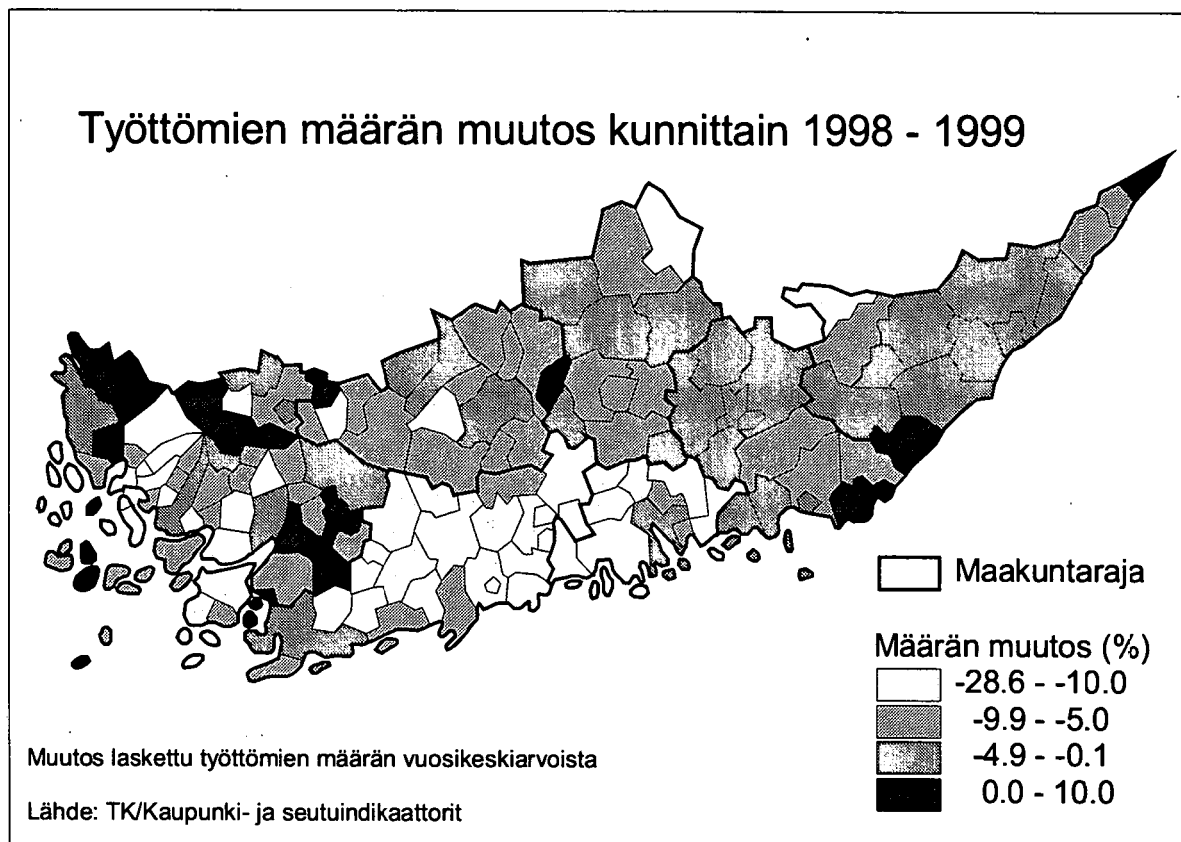 Työttömien määrän muutos kunnittain 1998 - 1999
Maakuntaraja
Määrän muutos (%)
-28.6 - -10.0
-9.9 - -5.0
-4.9 - -0.1
0.0 - 10.0
Muutos laskettu työttömien määrän vuosikeskiarvoista
Lähde: TK/Kaupunki- ja seutuindikaattorit